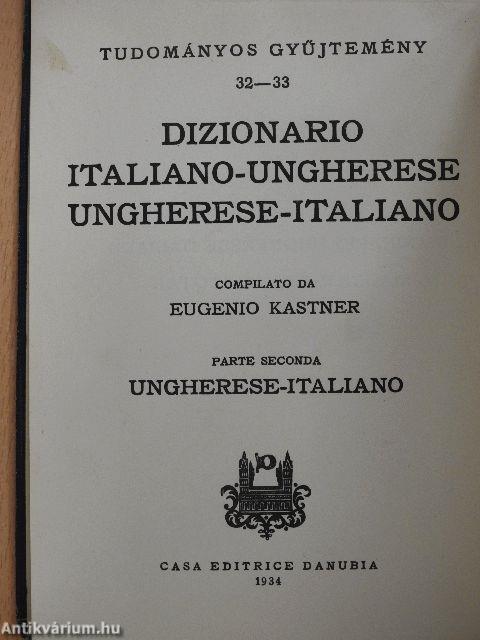 TUDOMÁNYOS GYŰJTEMÉNY
32—33
DIZIONARIO
ITALIANO-UNGHERESE
UNGHERESE-ITALIANO
COMPILATO DA
EUGENIO KASTNER
PARTE SECONDA
UNGHERESE-ITALIANO
CASA EDITRICE DANUBIA
1934
Antikvárium.hu